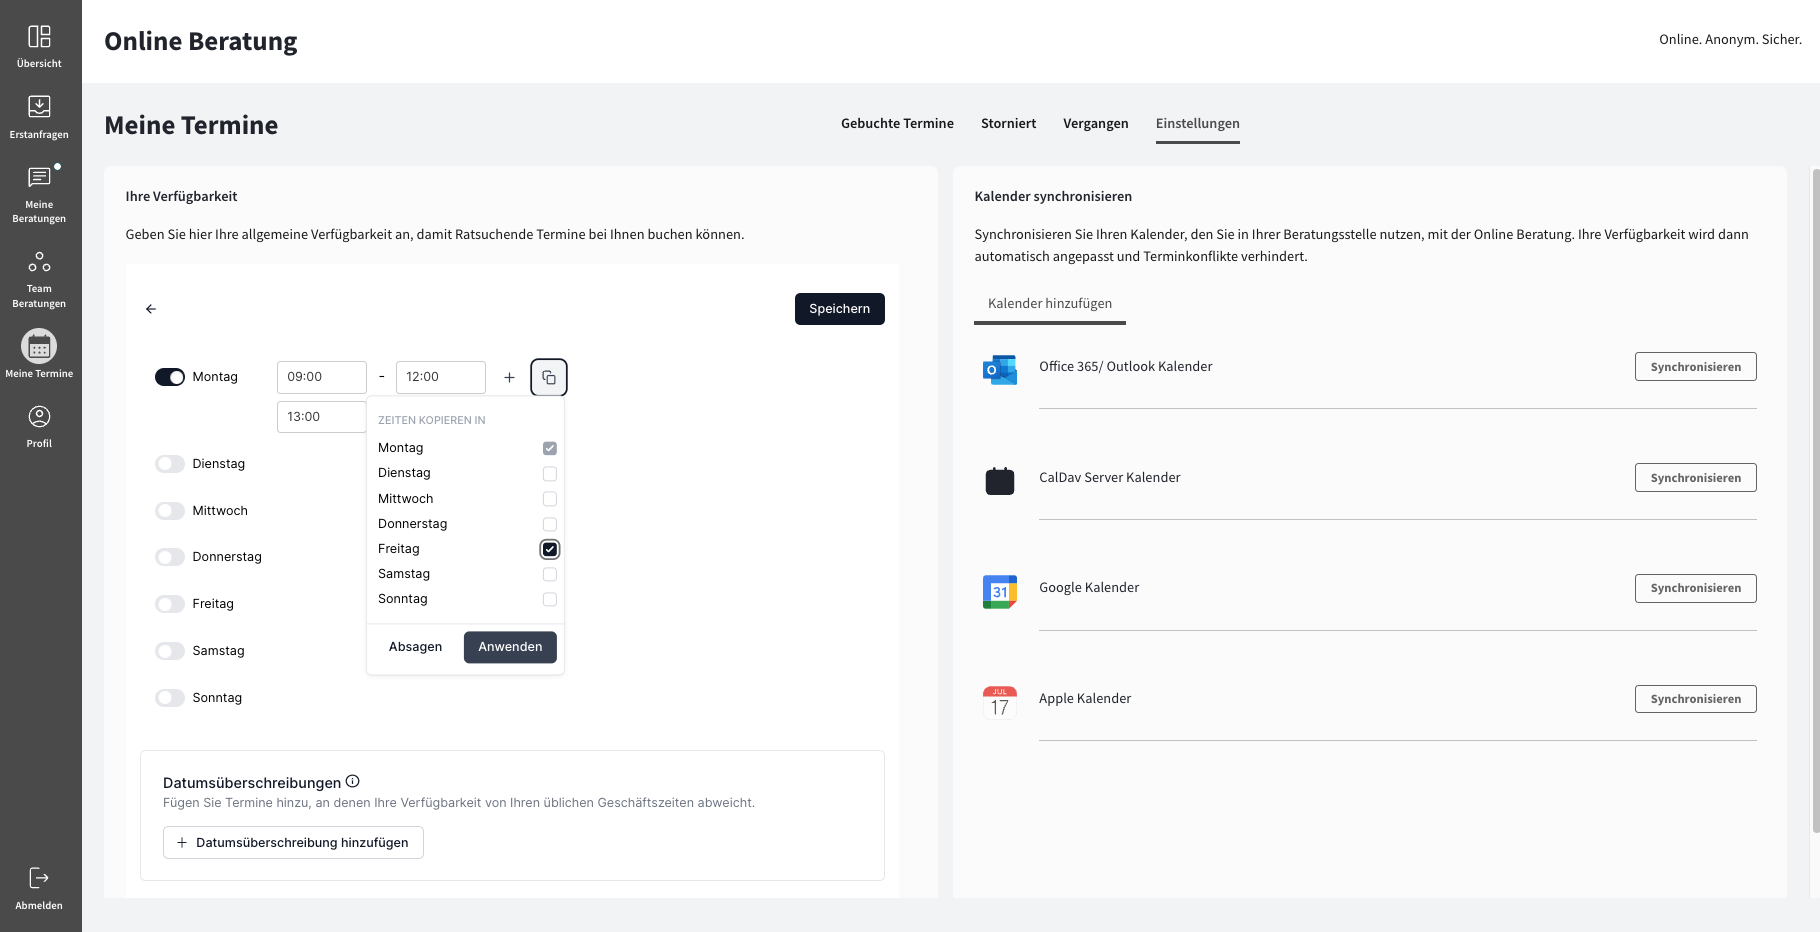 Übersicht
Erstanfragen
Meine
Beratungen
Team
Beratungen
Meine Termine
Profil
Abmelden
Online Beratung
Online. Anonym. Sicher.
Meine Termine
Gebuchte Termine
Storniert
Vergangen
Einstellungen
Ihre Verfügbarkeit
Geben Sie hier Ihre allgemeine Verfügbarkeit an, damit Ratsuchende Termine bei Ihnen buchen können.
Speichern
Montag
09:00 - 12:00
13:00
ZEITEN KOPIEREN IN
Montag
Dienstag
Mittwoch
Donnerstag
Freitag
Samstag
Sonntag
Absagen
Anwenden
Dienstag
Mittwoch
Donnerstag
Freitag
Samstag
Sonntag
Datumsüberschreibungen
Fügen Sie Termine hinzu, an denen Ihre Verfügbarkeit von Ihren üblichen Geschäftszeiten abweicht.
+ Datumsüberschreibung hinzufügen
Kalender synchronisieren
Synchronisieren Sie Ihren Kalender, den Sie in Ihrer Beratungsstelle nutzen, mit der Online Beratung. Ihre Verfügbarkeit wird dann
automatisch angepasst und Terminkonflikte verhindert.
Kalender hinzufügen
O
Office 365/ Outlook Kalender
Synchronisieren
CalDav Server Kalender
Synchronisieren
31
Google Kalender
Synchronisieren
JUL
17
Apple Kalender
Synchronisieren